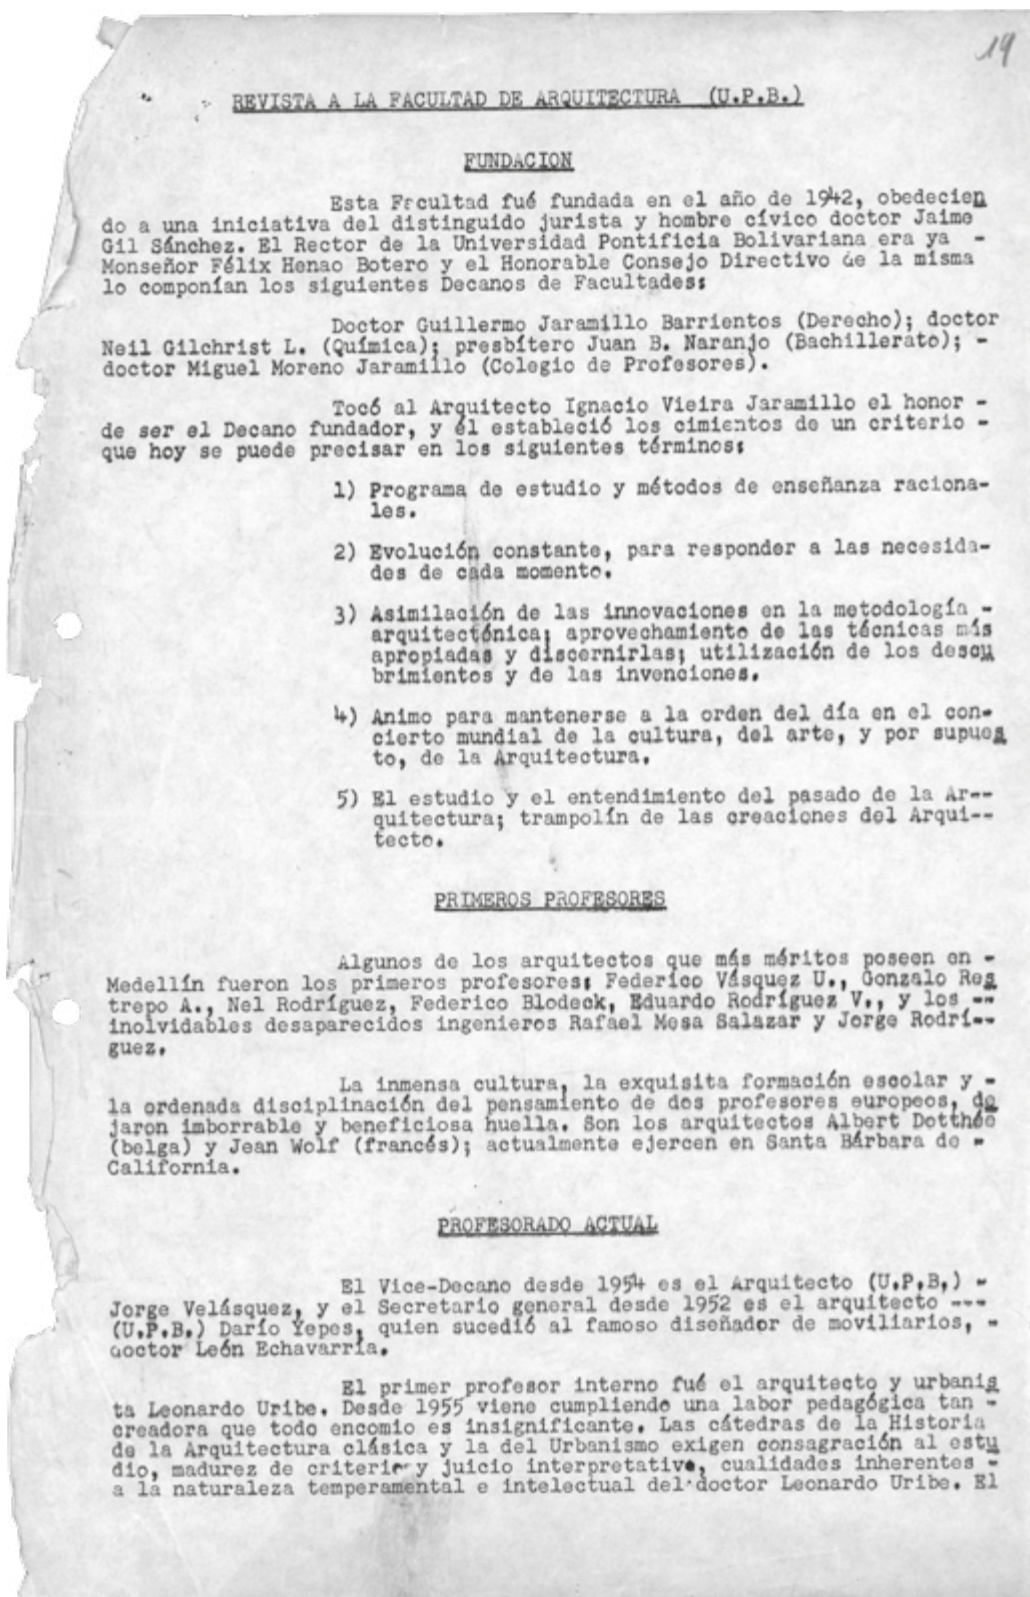 19
REVISTA A LA FACULTAD DE ARQUITECTURA (U.P.B.)
FUNDACION
Esta Facultad fué fundada en el año de 1942, obedecien
do a una iniciativa del distinguido jurista y hombre cívico doctor Jaime
Gil Sánchez. El Rector de la Universidad Pontificia Bolivariana era ya -
Monseñor Félix Henao Botero y el Honorable Consejo Directivo de la misma
lo componían los siguientes Decanos de Facultades:
Doctor Guillermo Jaramillo Barrientos (Derecho); doctor
Neil Gilchrist L. (Química); presbítero Juan B. Naranjo (Bachillerato); -
doctor Miguel Moreno Jaramillo (Colegio de Profesores).
Tocó al Arquitecto Ignacio Vieira Jaramillo el honor -
de ser el Decano fundador, y él estableció los cimientos de un criterio -
que hoy se puede precisar en los siguientes términos:
1) Programa de estudio y métodos de enseñanza raciona-
les.
2) Evolución constante, para responder a las necesida-
des de cada momento.
3) Asimilación de las innovaciones en la metodología -
arquitectónica; aprovechamiento de las técnicas más
apropiadas y discernirlas; utilización de los descu
brimientos y de las invenciones.
4) Animo para mantenerse a la orden del día en el con-
cierto mundial de la cultura, del arte, y por supues
to, de la Arquitectura.
5) El estudio y el entendimiento del pasado de la Ar--
quitectura; trampolín de las creaciones del Arqui--
tecto.
PRIMEROS PROFESORES
Algunos de los arquitectos que más méritos poseen en -
Medellín fueron los primeros profesores: Federico Vásquez U., Gonzalo Res
trepo A., Nel Rodríguez, Federico Blodeck, Eduardo Rodríguez V., y los --
inolvidables desaparecidos ingenieros Rafael Mesa Salazar y Jorge Rodrí--
guez.
La inmensa cultura, la exquisita formación escolar y -
la ordenada disciplinación del pensamiento de dos profesores europeos, de
jaron imborrable y beneficiosa huella. Son los arquitectos Albert Dotthée
(belga) y Jean Wolf (francés); actualmente ejercen en Santa Bárbara de -
California.
PROFESORADO ACTUAL
El Vice-Decano desde 1954 es el Arquitecto (U.P.B.) -
Jorge Velásquez, y el Secretario general desde 1952 es el arquitecto ---
(U.P.B.) Darío Yepes, quien sucedió al famoso diseñador de moviliarios, -
doctor León Echavarría.
El primer profesor interno fué el arquitecto y urbanis
ta Leonardo Uribe. Desde 1955 viene cumpliendo una labor pedagógica tan -
creadora que todo encomio es insignificante. Las cátedras de la Historia
de la Arquitectura clásica y la del Urbanismo exigen consagración al estu
dio, madurez de criterio y juicio interpretativo, cualidades inherentes -
a la naturaleza temperamental e intelectual del doctor Leonardo Uribe. El